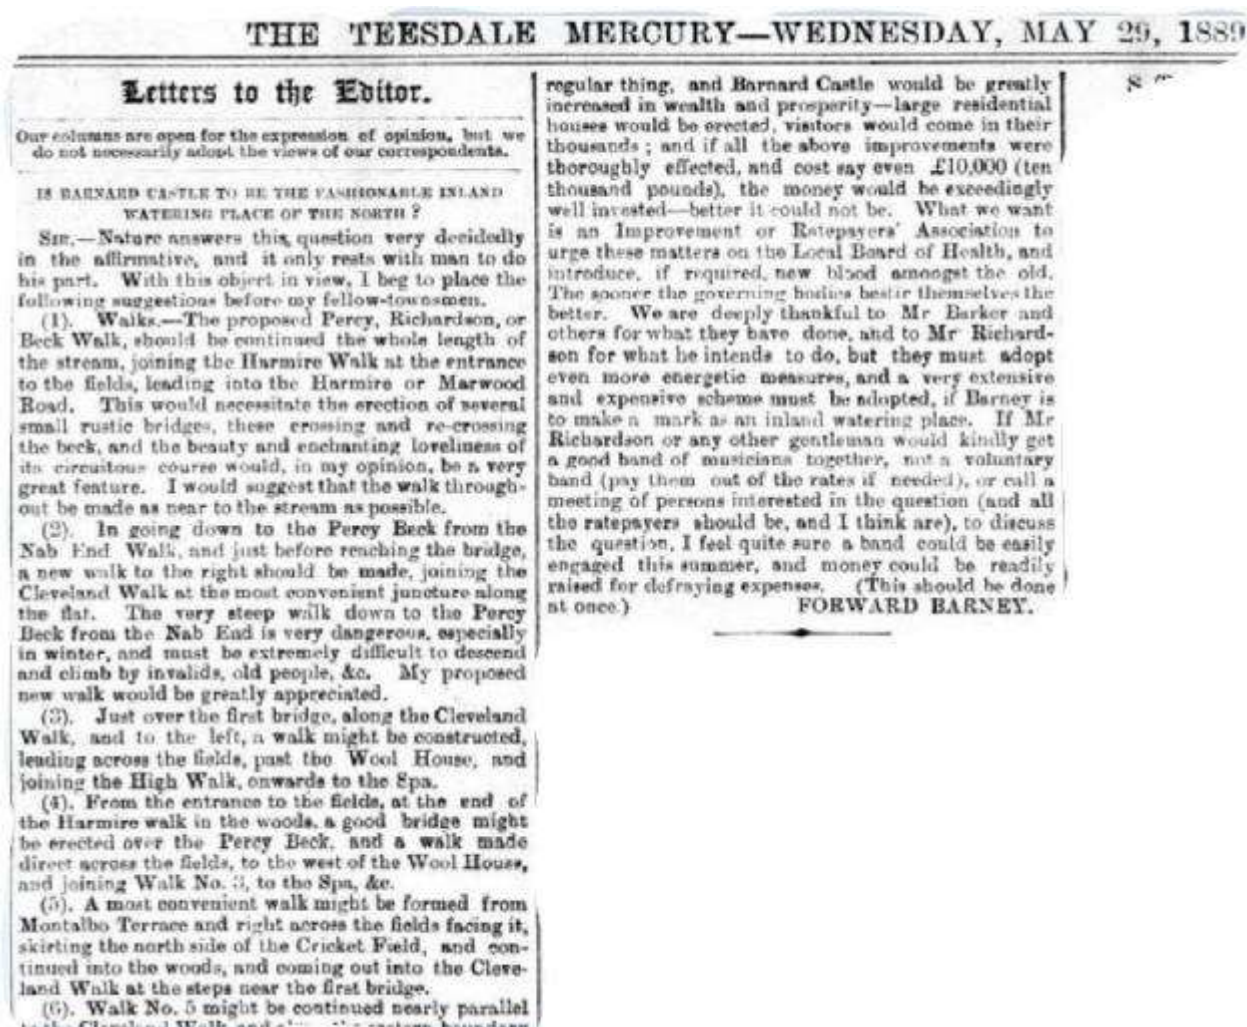 THE TEESDALE MERCURY—WEDNESDAY, MAY 29, 1889
Letters to the Editor.
Our columns are open for the expression of opinion, but we
do not necessarily adopt the views of our correspondents.
IS BARNARD CASTLE TO BE THE FASHIONABLE INLAND
WATERING PLACE OF THE NORTH ?
SIR,—Nature answers this, question very decidedly
in the affirmative, and it only rests with man to do
his part. With this object in view, I beg to place the
following suggestions before my fellow-townsmen.
(1). Walks.—The proposed Percy, Richardson, or
Beck Walk, should be continued the whole length of
the stream, joining the Harmire Walk at the entrance
to the fields, leading into the Harmire or Marwood
Road. This would necessitate the erection of several
small rustic bridges, these crossing and re-crossing
the beck, and the beauty and enchanting loveliness of
its circuitous course would, in my opinion, be a very
great feature. I would suggest that the walk through-
out be made as near to the stream as possible.
(2). In going down to the Percy Beck from the
Nab End Walk, and just before reaching the bridge,
a new walk to the right should be made, joining the
Cleveland Walk at the most convenient juncture along
the flat. The very steep walk down to the Percy
Beck from the Nab End is very dangerous, especially
in winter, and must be extremely difficult to descend
and climb by invalids, old people, &c. My proposed
new walk would be greatly appreciated.
(3). Just over the first bridge, along the Cleveland
Walk, and to the left, a walk might be constructed,
leading across the fields, past the Wool House, and
joining the High Walk, onwards to the Spa.
(4). From the entrance to the fields, at the end of
the Harmire walk in the woods, a good bridge might
be erected over the Percy Beck, and a walk made
direct across the fields, to the west of the Wool House,
and joining Walk No. 3, to the Spa, &c.
(5). A most convenient walk might be formed from
Montalbo Terrace and right across the fields facing it,
skirting the north side of the Cricket Field, and con-
tinued into the woods, and coming out into the Cleve-
land Walk at the steps near the first bridge.
(6). Walk No. 5 might be continued nearly parallel
to the Cleveland Walk and
regular thing, and Barnard Castle would be greatly
increased in wealth and prosperity—large residential
houses would be erected, visitors would come in their
thousands ; and if all the above improvements were
thoroughly effected, and cost say even £10,000 (ten
thousand pounds), the money would be exceedingly
well invested—better it could not be. What we want
is an Improvement or Ratepayers' Association to
urge these matters on the Local Board of Health, and
introduce, if required, new blood amongst the old.
The sooner the governing bodies bestir themselves the
better. We are deeply thankful to Mr Barker and
others for what they have done, and to Mr Richard-
son for what he intends to do, but they must adopt
even more energetic measures, and a very extensive
and expensive scheme must be adopted, if Barney is
to make a mark as an inland watering place. If Mr
Richardson or any other gentleman would kindly get
a good band of musicians together, not a voluntary
band (pay them out of the rates if needed), or call a
meeting of persons interested in the question (and all
the ratepayers should be, and I think are), to discuss
the question, I feel quite sure a band could be easily
engaged this summer, and money could be readily
raised for defraying expenses. (This should be done
at once.) FORWARD BARNEY.